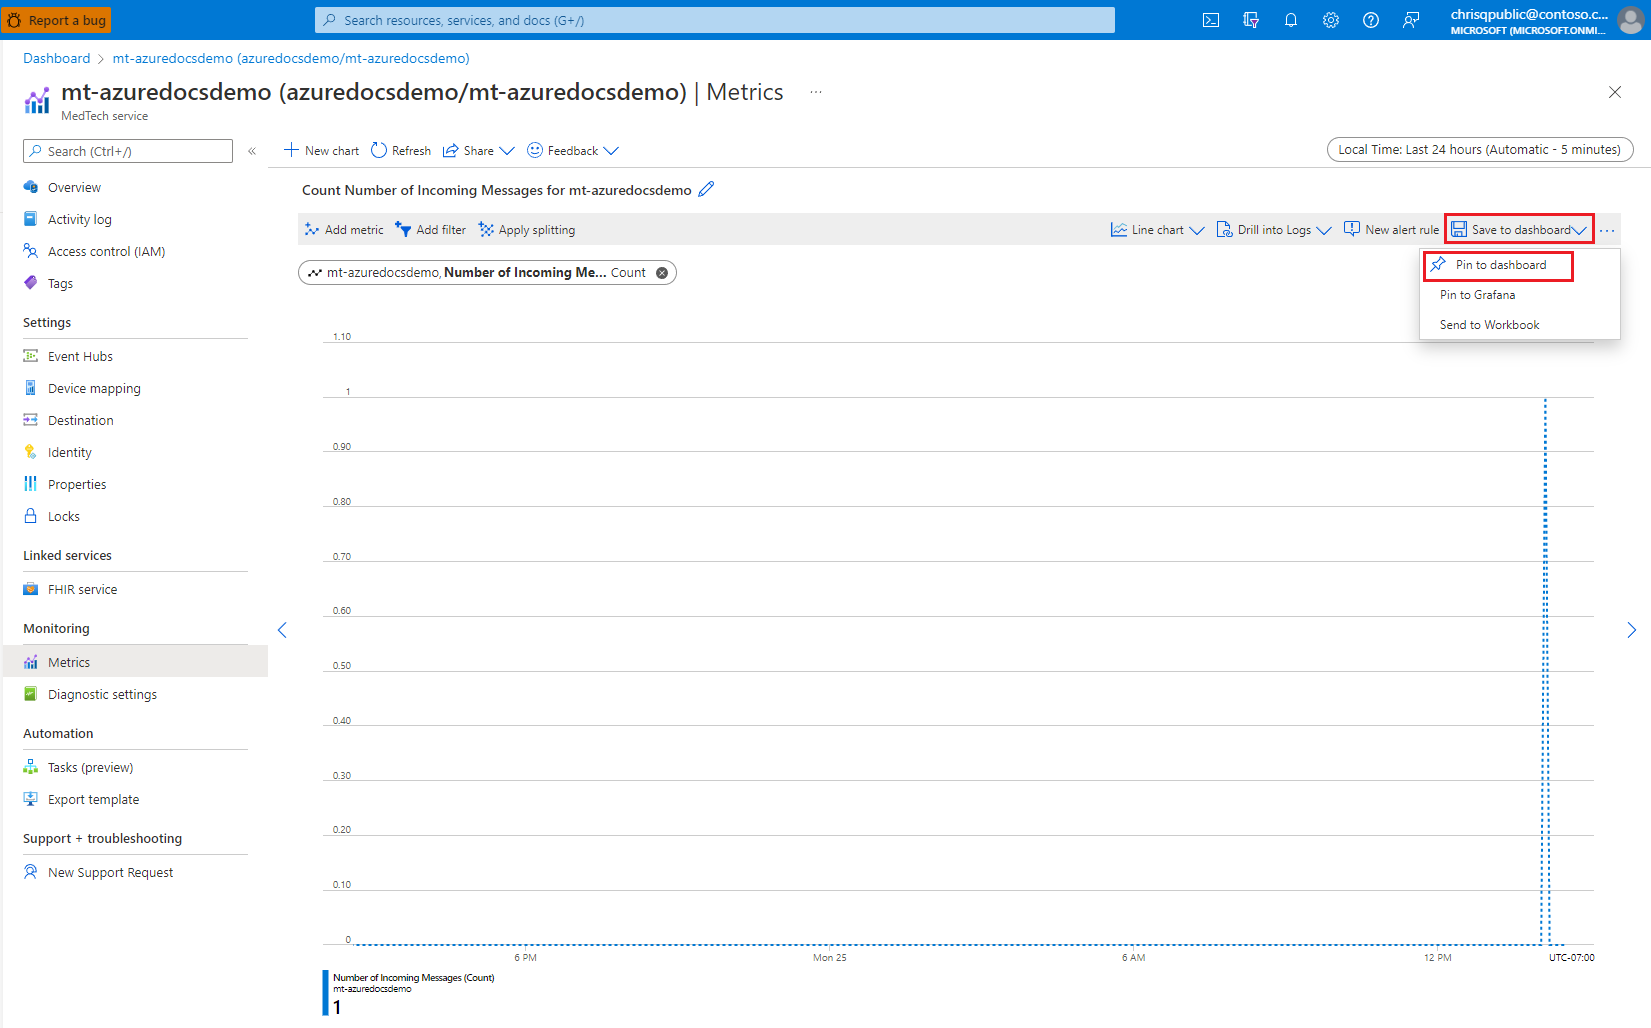 Report a bug
Search resources, services, and docs (G+/)
chrisqpublic@contoso.c...
MICROSOFT (MICROSOFT.ONMI...
Dashboard > mt-azuredocsdemo (azuredocsdemo/mt-azuredocsdemo)
mt-azuredocsdemo (azuredocsdemo/mt-azuredocsdemo) | Metrics ...
MedTech service
Search (Ctrl+/)
«
Overview
Activity log
Access control (IAM)
Tags
Settings
Event Hubs
Device mapping
Destination
Identity
Properties
Locks
Linked services
FHIR service
Monitoring
Metrics
Diagnostic settings
Automation
Tasks (preview)
Export template
Support + troubleshooting
New Support Request
New chart Refresh Share Feedback
Local Time: Last 24 hours (Automatic - 5 minutes)
Count Number of Incoming Messages for mt-azuredocsdemo
Add metric Add filter Apply splitting Line chart Drill into Logs New alert rule Save to dashboard ...
mt-azuredocsdemo, Number of Incoming Me... Count
Pin to dashboard
Pin to Grafana
Send to Workbook
1.10
1
0.90
0.80
0.70
0.60
0.50
0.40
0.30
0.20
0.10
0
6 PM Mon 25 6 AM 12 PM UTC-07:00
Number of Incoming Messages (Count)
mt-azuredocsdemo
1